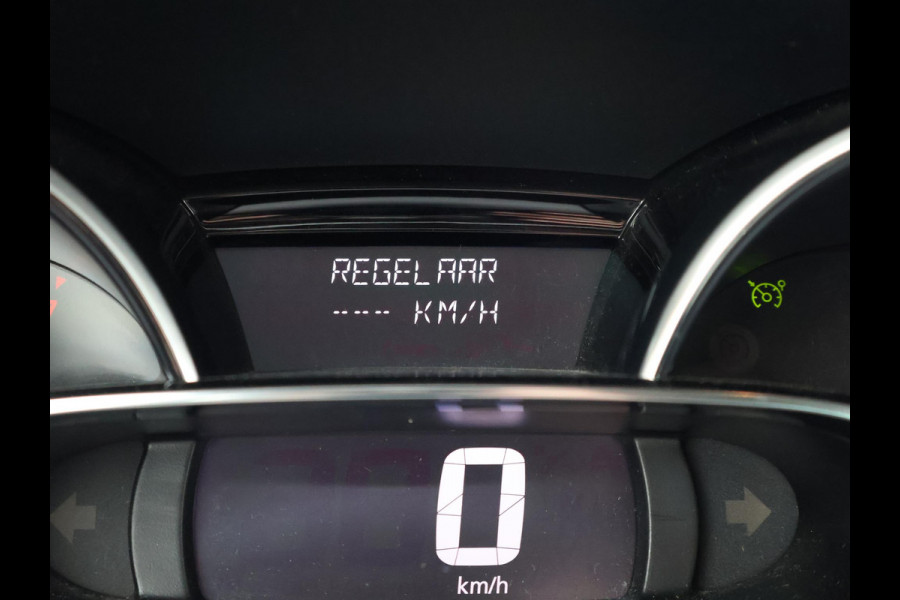 REGELAAR
---- KM/H
0
km/h